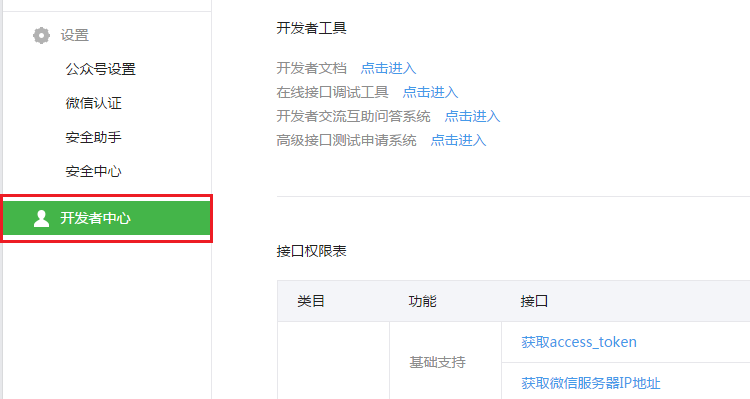 设置
公众号设置
微信认证
安全助手
安全中心
开发者中心
开发者工具
开发者文档 点击进入
在线接口调试工具 点击进入
开发者交流互助问答系统 点击进入
高级接口测试申请系统 点击进入
接口权限表
类目 功能 接口
基础支持
获取access_token
获取微信服务器IP地址